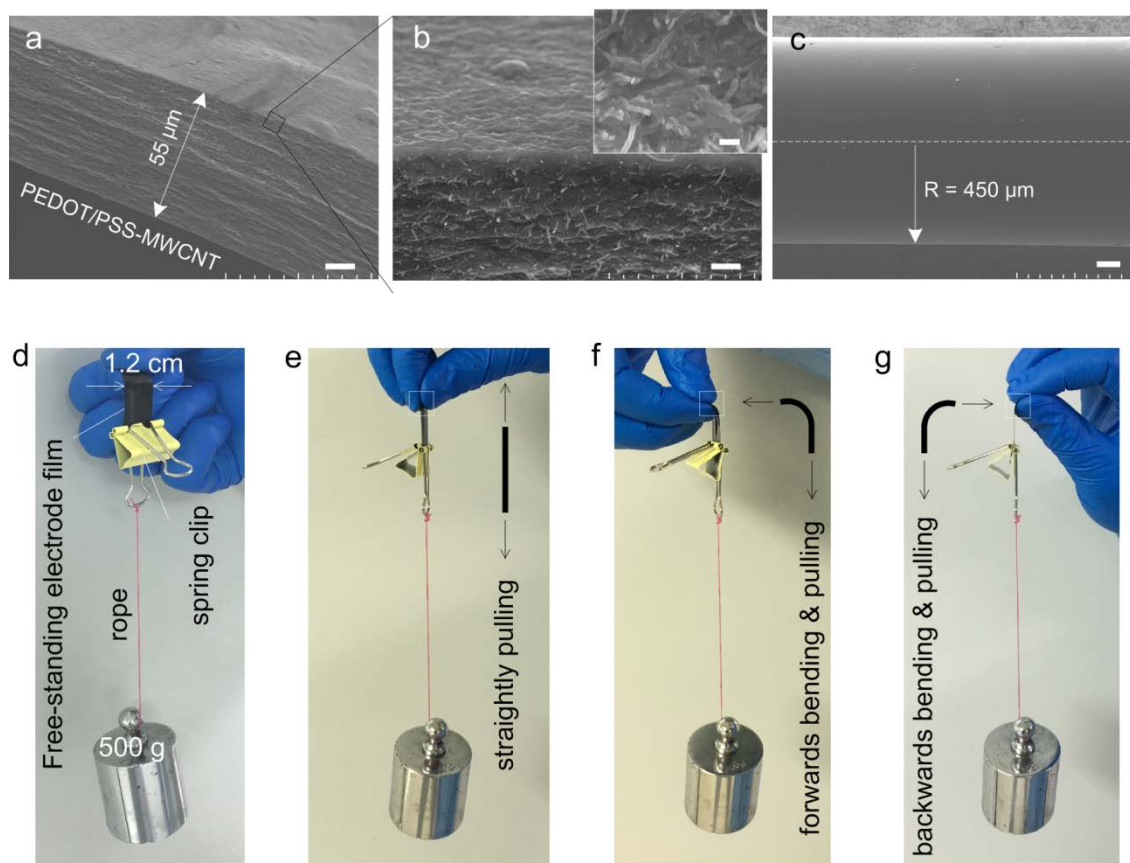 a
55 µm
PEDOT/PSS-MWCNT
b
c
R = 450 µm
d
1.2 cm
Free-standing electrode film
rope
spring clip
500 g
e
straightly pulling
f
forwards bending & pulling
g
backwards bending & pulling